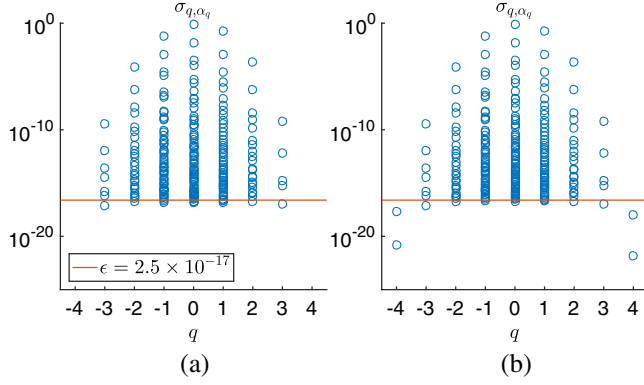 σ_{q,α_q} σ_{q,α_q}
10^0 10^0
10^{-10} 10^{-10}
10^{-20} 10^{-20}
ϵ = 2.5 × 10^{-17}
-4 -3 -2 -1 0 1 2 3 4 -4 -3 -2 -1 0 1 2 3 4
q q
(a) (b)